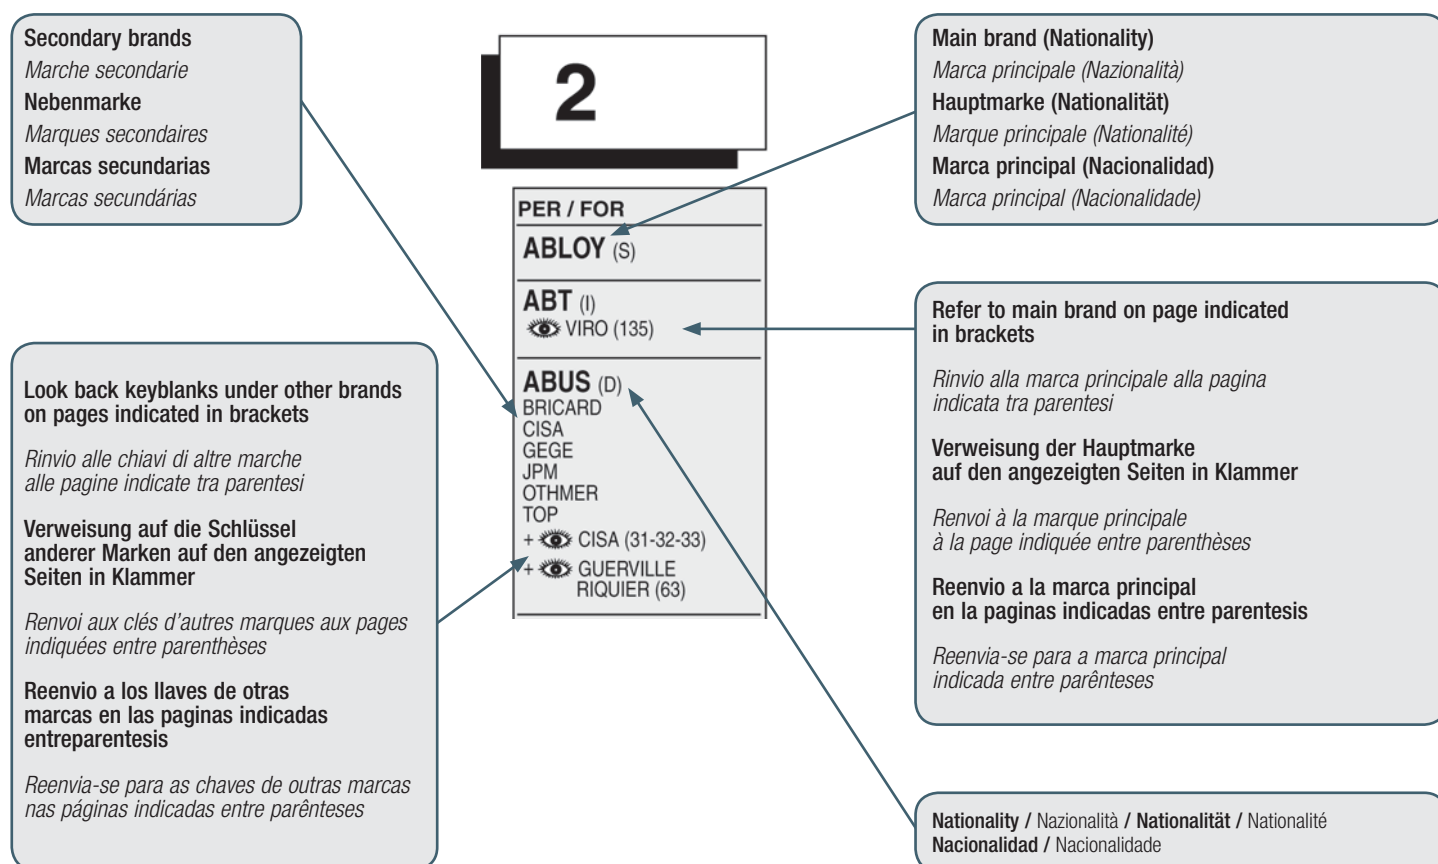 Secondary brands
Marche secondarie
Nebenmarke
Marques secondaires
Marcas secundarias
Marcas secundárias
2
Main brand (Nationality)
Marca principale (Nazionalità)
Hauptmarke (Nationalität)
Marque principale (Nationalité)
Marca principal (Nacionalidad)
Marca principal (Nacionalidade)
PER / FOR
ABLOY (S)
ABT (I)
VIRO (135)
ABUS (D)
BRICARD
CISA
GEGE
JPM
OTHMER
TOP
+ CISA (31-32-33)
+ GUERVILLE
RIQUIER (63)
Refer to main brand on page indicated
in brackets
Rinvio alla marca principale alla pagina
indicata tra parentesi
Verweisung der Hauptmarke
auf den angezeigten Seiten in Klammer
Renvoi à la marque principale
à la page indiquée entre parenthèses
Reenvio a la marca principal
en la paginas indicadas entre parentesis
Reenvia-se para a marca principal
indicada entre parênteses
Look back keyblanks under other brands
on pages indicated in brackets
Rinvio alle chiavi di altre marche
alle pagine indicate tra parentesi
Verweisung auf die Schlüssel
anderer Marken auf den angezeigten
Seiten in Klammer
Renvoi aux clés d'autres marques aux pages
indiquées entre parenthèses
Reenvio a los llaves de otras
marcas en las paginas indicadas
entreparentesis
Reenvia-se para as chaves de outras marcas
nas páginas indicadas entre parênteses
Nationality / Nazionalità / Nationalität / Nationalité
Nacionalidad / Nacionalidade